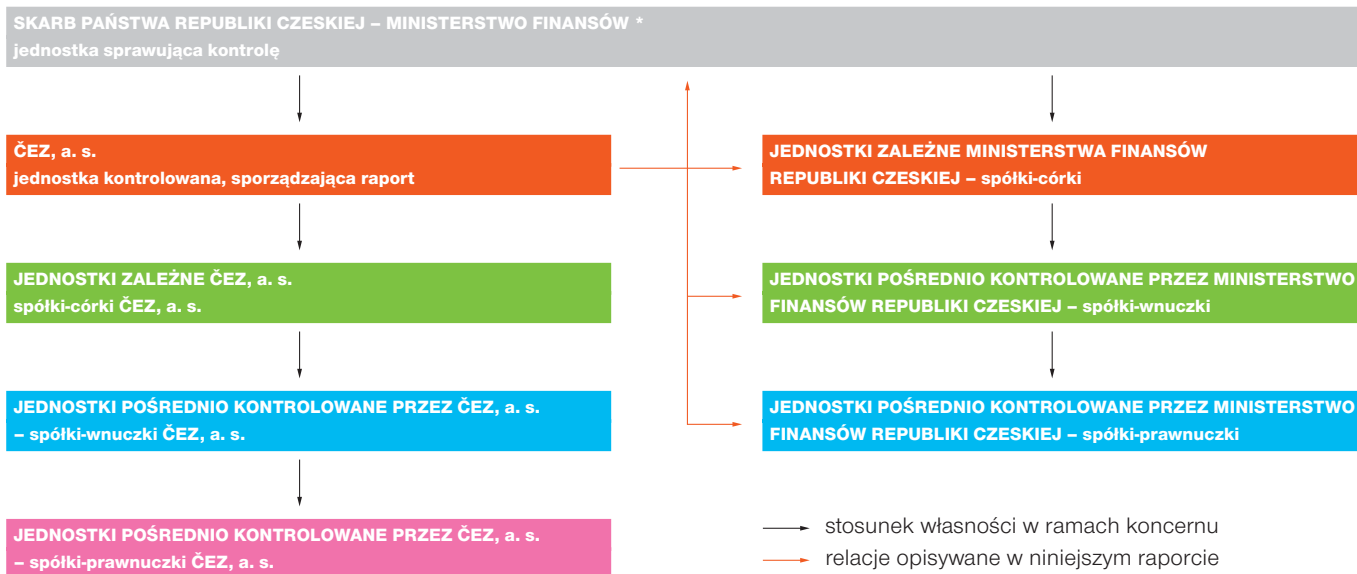 SKARB PAŃSTWA REPUBLIKI CZESKIEJ – MINISTERSTWO FINANSÓW *
jednostka sprawująca kontrolę
ČEZ, a. s.
jednostka kontrolowana, sporządzająca raport
JEDNOSTKI ZALEŻNE MINISTERSTWA FINANSÓW
REPUBLIKI CZESKIEJ – spółki-córki
JEDNOSTKI ZALEŻNE ČEZ, a. s.
spółki-córki ČEZ, a. s.
JEDNOSTKI POŚREDNIO KONTROLOWANE PRZEZ MINISTERSTWO
FINANSÓW REPUBLIKI CZESKIEJ – spółki-wnuczki
JEDNOSTKI POŚREDNIO KONTROLOWANE PRZEZ ČEZ, a. s.
– spółki-wnuczki ČEZ, a. s.
JEDNOSTKI POŚREDNIO KONTROLOWANE PRZEZ MINISTERSTWO
FINANSÓW REPUBLIKI CZESKIEJ – spółki-prawnuczki
JEDNOSTKI POŚREDNIO KONTROLOWANE PRZEZ ČEZ, a. s.
– spółki-prawnuczki ČEZ, a. s.
stosunek własności w ramach koncernu
relacje opisywane w niniejszym raporcie